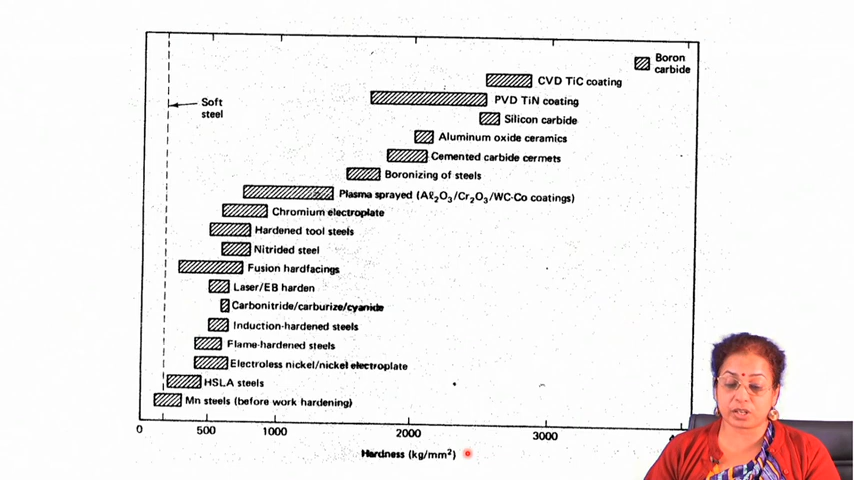 Boron
carbide
CVD TiC coating
PVD TiN coating
Soft
steel
Silicon carbide
Aluminum oxide ceramics
Cemented carbide cermets
Boronizing of steels
Plasma sprayed (Aℓ₂O₃/Cr₂O₃/WC-Co coatings)
Chromium electroplate
Hardened tool steels
Nitrided steel
Fusion hardfacings
Laser/EB harden
Carbonitride/carburize/cyanide
Induction-hardened steels
Flame-hardened steels
Electroless nickel/nickel electroplate
HSLA steels
Mn steels (before work hardening)
0 500 1000 2000 3000
Hardness (kg/mm²)